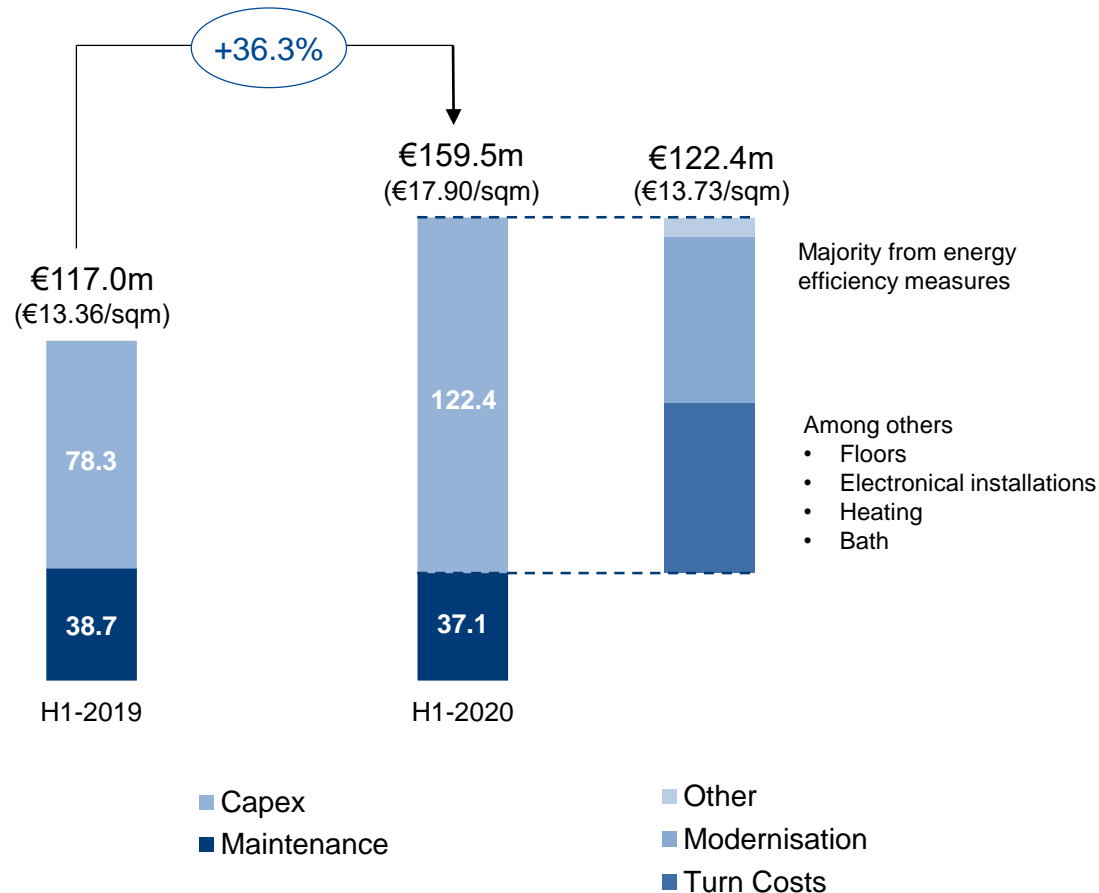 +36.3%
€159.5m
(€17.90/sqm)
€122.4m
(€13.73/sqm)
€117.0m
(€13.36/sqm)
Majority from energy
efficiency measures
122.4
78.3
Among others
• Floors
• Electronical installations
• Heating
• Bath
38.7
37.1
H1-2019
H1-2020
Capex
Maintenance
Other
Modernisation
Turn Costs